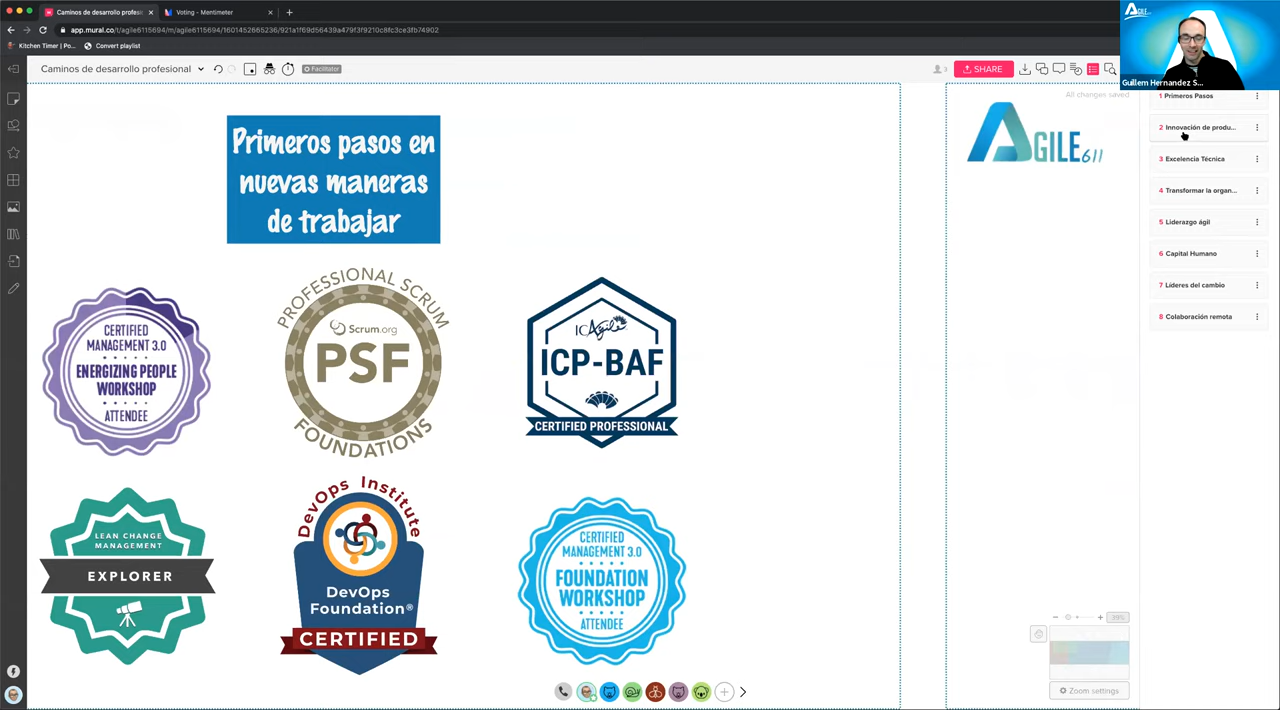 Caminos de desarrollo profesi
Voting - Mentimeter
app.mural.co/t/agile6115694/m/agile6115694/1601452665236/921a1f69d56439a479f3f9210c8fc3ce3fb74902
Kitchen Timer | Po...
Convert playlist
AGILE
Guillem Hernandez S...
Caminos de desarrollo profesional
Facilitator
3
SHARE
All changes saved
1 Primeros Pasos
2 Innovación de produ...
3 Excelencia Técnica
4 Transformar la organ...
5 Liderazgo ágil
6 Capital Humano
7 Líderes del cambio
8 Colaboración remota
Primeros pasos en
nuevas maneras
de trabajar
AGILE611
CERTIFIED
MANAGEMENT 3.0
ENERGIZING PEOPLE
WORKSHOP
ATTENDEE
PROFESSIONAL SCRUM
Scrum.org
PSF
FOUNDATIONS
ICAgile
ICP-BAF
CERTIFIED PROFESSIONAL
LEAN CHANGE
MANAGEMENT
EXPLORER
DevOps Institute
DevOps
Foundation®
CERTIFIED
CERTIFIED
MANAGEMENT 3.0
FOUNDATION
WORKSHOP
ATTENDEE
39%
Zoom settings